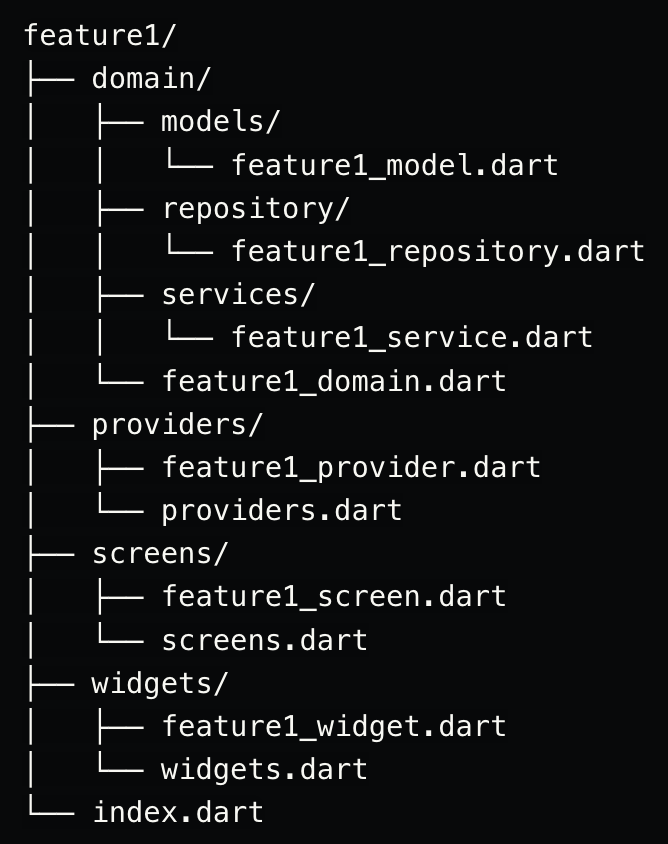 feature1/
├── domain/
│   ├── models/
│   │   └── feature1_model.dart
│   ├── repository/
│   │   └── feature1_repository.dart
│   ├── services/
│   │   └── feature1_service.dart
│   └── feature1_domain.dart
├── providers/
│   ├── feature1_provider.dart
│   └── providers.dart
├── screens/
│   ├── feature1_screen.dart
│   └── screens.dart
├── widgets/
│   ├── feature1_widget.dart
│   └── widgets.dart
└── index.dart